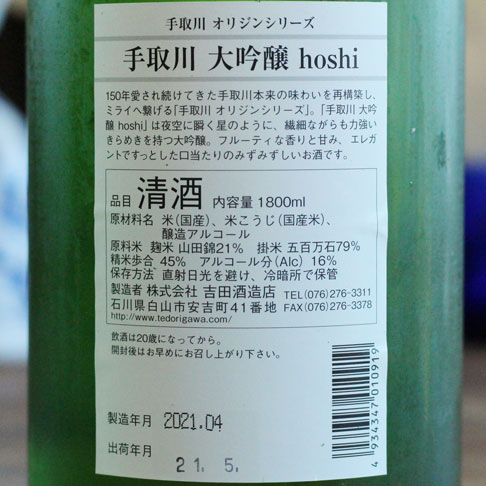 手取川 オリジンシリーズ
手取川 大吟醸 hoshi
150年愛され続けてきた手取川本来の味わいを再構築し、
ミライへ繋げる「手取川 オリジンシリーズ」。「手取川 大吟
醸 hoshi」は夜空に瞬く星のように、繊細ながらも力強い
きらめきを持つ大吟醸。フルーティな香りと甘み、エレガ
ントですっとした口当たりのみずみずしいお酒です。
品目 清酒 内容量 1800ml
原材料名 米(国産)、米こうじ(国産米)、
醸造アルコール
原料米 麹米 山田錦21% 掛米 五百万石79%
精米歩合 45% アルコール分(Alc) 16%
保存方法 直射日光を避け、冷暗所で保管
製造者 株式会社 吉田酒造店 TEL(076)276-3311
石川県白山市安吉町41番地 FAX(076)276-3378
http://www.tedorigawa.com/
飲酒は20歳になってから。
開封後はお早めにお召し上がり下さい。
製造年月 2021.04
出荷年月 21. 5.
4 934347 010919